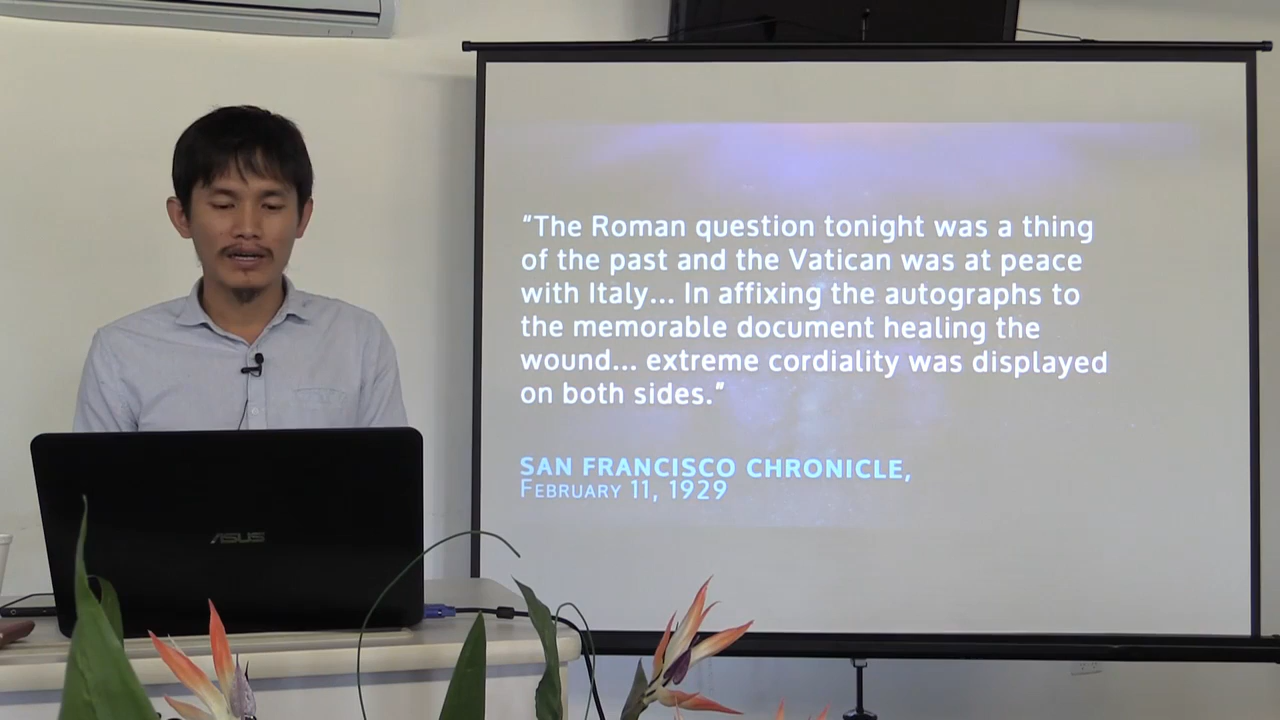 “The Roman question tonight was a thing
of the past and the Vatican was at peace
with Italy... In affixing the autographs to
the memorable document healing the
wound... extreme cordiality was displayed
on both sides.”
SAN FRANCISCO CHRONICLE,
February 11, 1929
ASUS